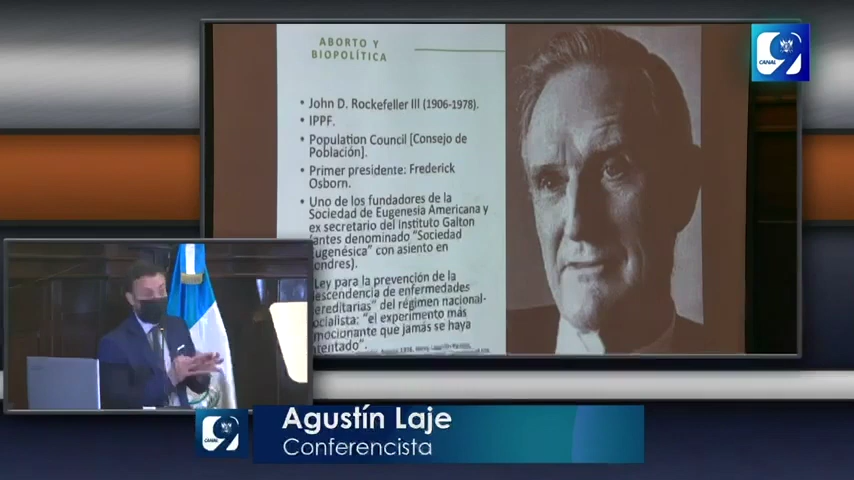 ABORTO Y
BIOPOLÍTICA
• John D. Rockefeller III (1906-1978).
• IPPF.
• Population Council [Consejo de
Población].
• Primer presidente: Frederick
Osborn.
• Uno de los fundadores de la
Sociedad de Eugenesia Americana y
ex secretario del Instituto Galton
(antes denominado "Sociedad
Eugenésica" con asiento en
Londres).
Ley para la prevención de la
descendencia de enfermedades
hereditarias" del régimen nacional-
socialista: "el experimento más
emocionante que jamás se haya
intentado".
CANAL 9
Agustín Laje
Conferencista
CANAL 9